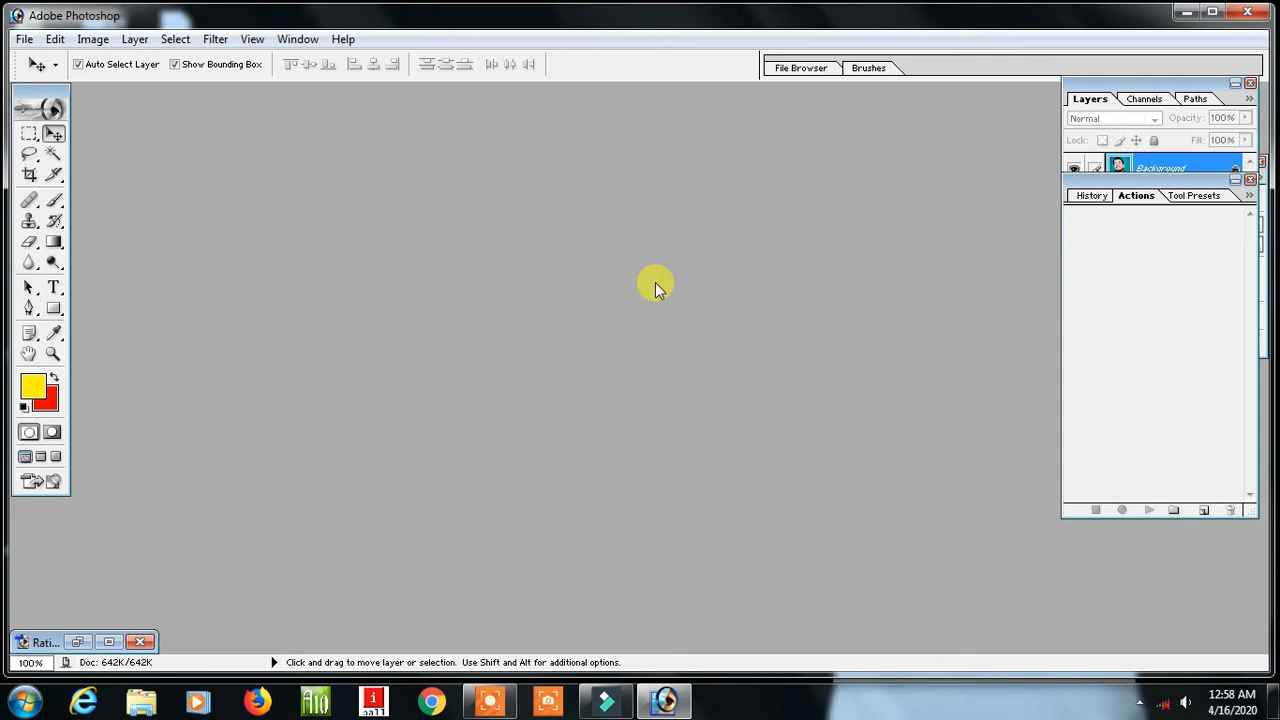 Adobe Photoshop
File Edit Image Layer Select Filter View Window Help
Auto Select Layer Show Bounding Box
File Browser Brushes
Layers Channels Paths
Normal Opacity: 100%
Lock: Fill: 100%
Background
History Actions Tool Presets
T
Rati...
100% Doc: 642K/642K Click and drag to move layer or selection. Use Shift and Alt for additional options.
A10
i
aall
12:58 AM
4/16/2020